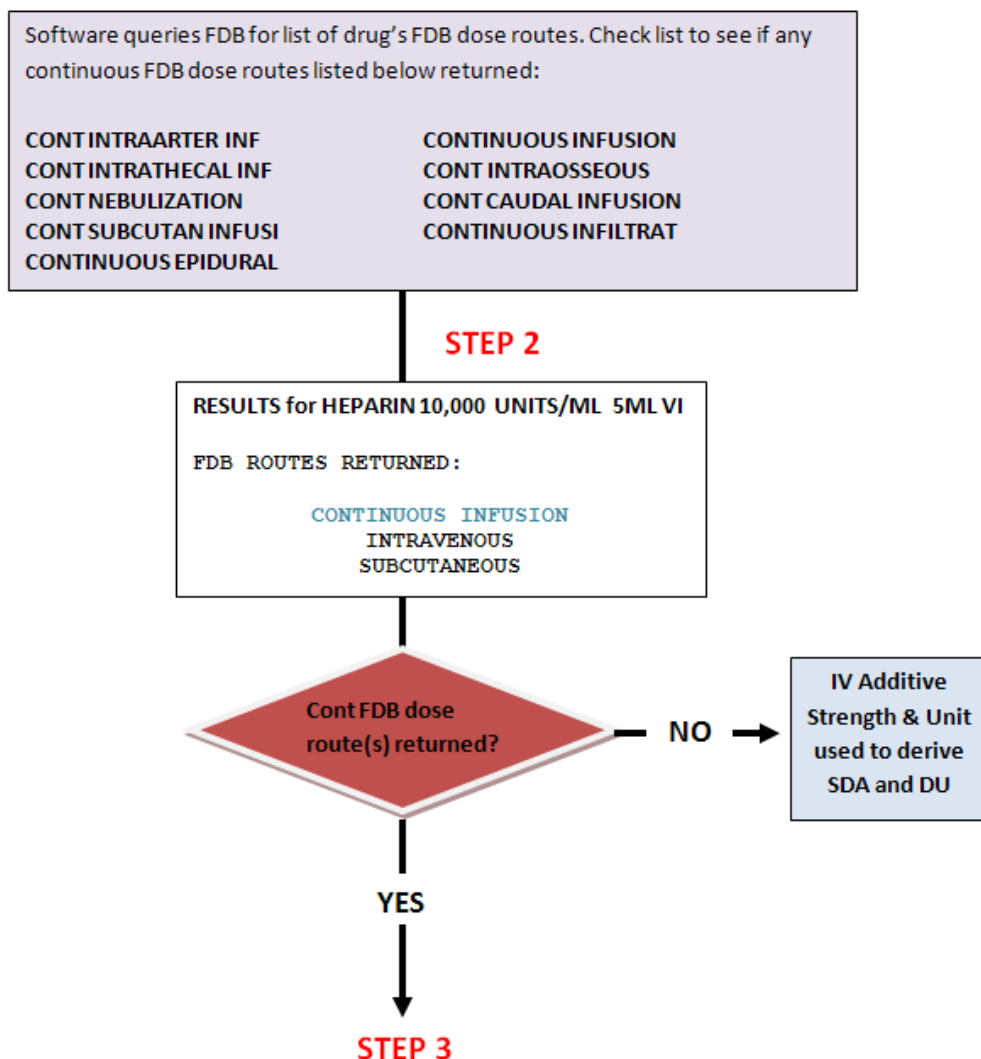 Software queries FDB for list of drug's FDB dose routes. Check list to see if any
continuous FDB dose routes listed below returned:
CONT INTRAARTER INF
CONT INTRATHECAL INF
CONT NEBULIZATION
CONT SUBCUTAN INFUSI
CONTINUOUS EPIDURAL
CONTINUOUS INFUSION
CONT INTRAOSSEOUS
CONT CAUDAL INFUSION
CONTINUOUS INFILTRAT
STEP 2
RESULTS for HEPARIN 10,000 UNITS/ML 5ML VI
FDB ROUTES RETURNED:
CONTINUOUS INFUSION
INTRAVENOUS
SUBCUTANEOUS
Cont FDB dose
route(s) returned?
NO
IV Additive
Strength & Unit
used to derive
SDA and DU
YES
STEP 3